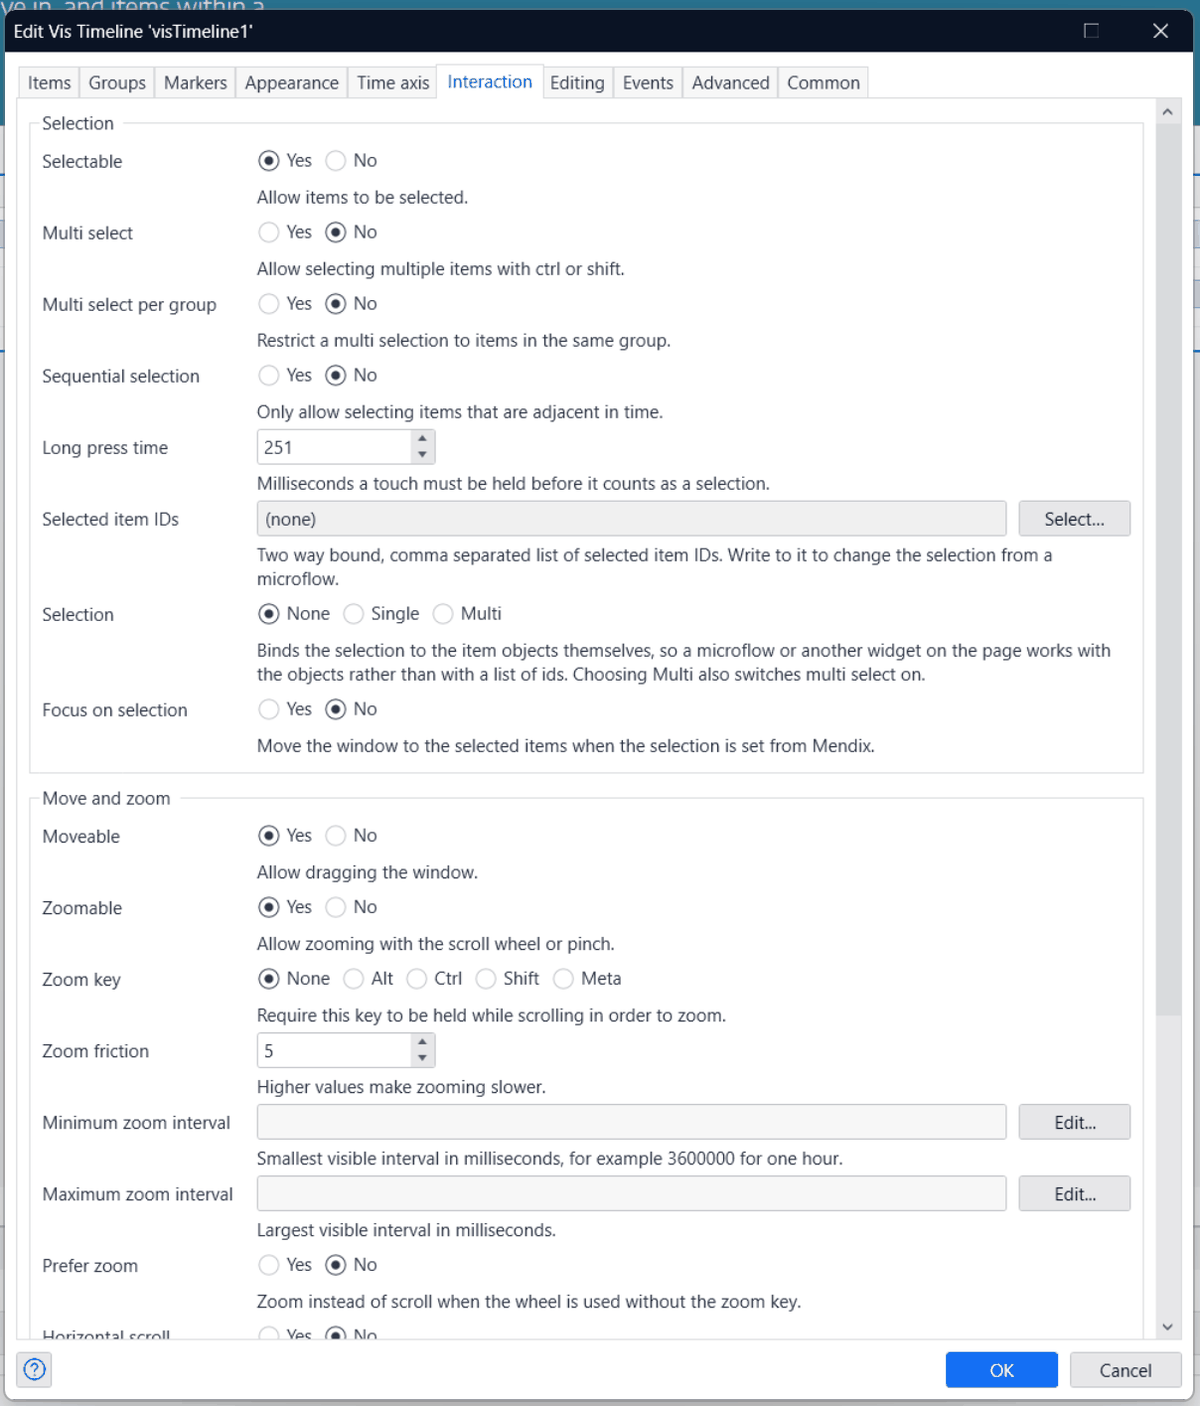 ve in, and items within a
Edit Vis Timeline 'visTimeline1'
Items Groups Markers Appearance Time axis Interaction Editing Events Advanced Common
Selection
Selectable Yes No
Allow items to be selected.
Multi select Yes No
Allow selecting multiple items with ctrl or shift.
Multi select per group Yes No
Restrict a multi selection to items in the same group.
Sequential selection Yes No
Only allow selecting items that are adjacent in time.
Long press time 251
Milliseconds a touch must be held before it counts as a selection.
Selected item IDs (none) Select...
Two way bound, comma separated list of selected item IDs. Write to it to change the selection from a
microflow.
Selection None Single Multi
Binds the selection to the item objects themselves, so a microflow or another widget on the page works with
the objects rather than with a list of ids. Choosing Multi also switches multi select on.
Focus on selection Yes No
Move the window to the selected items when the selection is set from Mendix.
Move and zoom
Moveable Yes No
Allow dragging the window.
Zoomable Yes No
Allow zooming with the scroll wheel or pinch.
Zoom key None Alt Ctrl Shift Meta
Require this key to be held while scrolling in order to zoom.
Zoom friction 5
Higher values make zooming slower.
Minimum zoom interval Edit...
Smallest visible interval in milliseconds, for example 3600000 for one hour.
Maximum zoom interval Edit...
Largest visible interval in milliseconds.
Prefer zoom Yes No
Zoom instead of scroll when the wheel is used without the zoom key.
Horizontal scroll Yes No
? OK Cancel